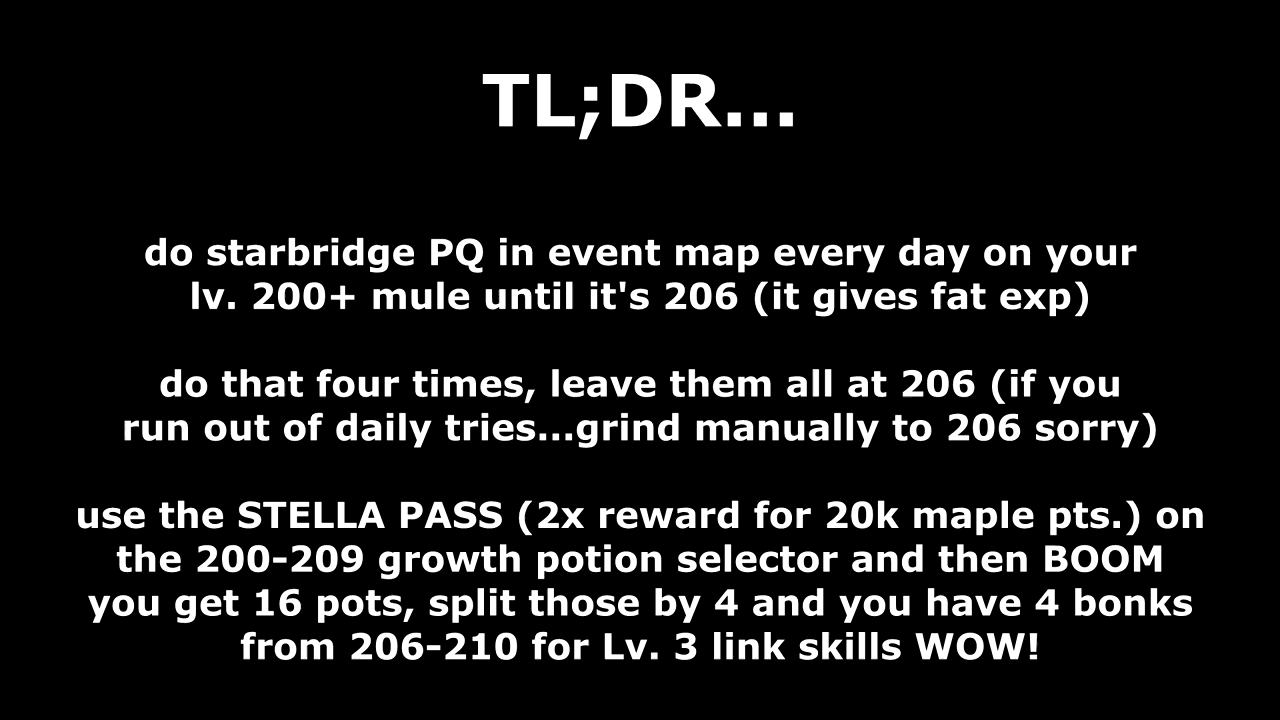 TL;DR...
do starbridge PQ in event map every day on your
lv. 200+ mule until it's 206 (it gives fat exp)
do that four times, leave them all at 206 (if you
run out of daily tries...grind manually to 206 sorry)
use the STELLA PASS (2x reward for 20k maple pts.) on
the 200-209 growth potion selector and then BOOM
you get 16 pots, split those by 4 and you have 4 bonks
from 206-210 for Lv. 3 link skills WOW!